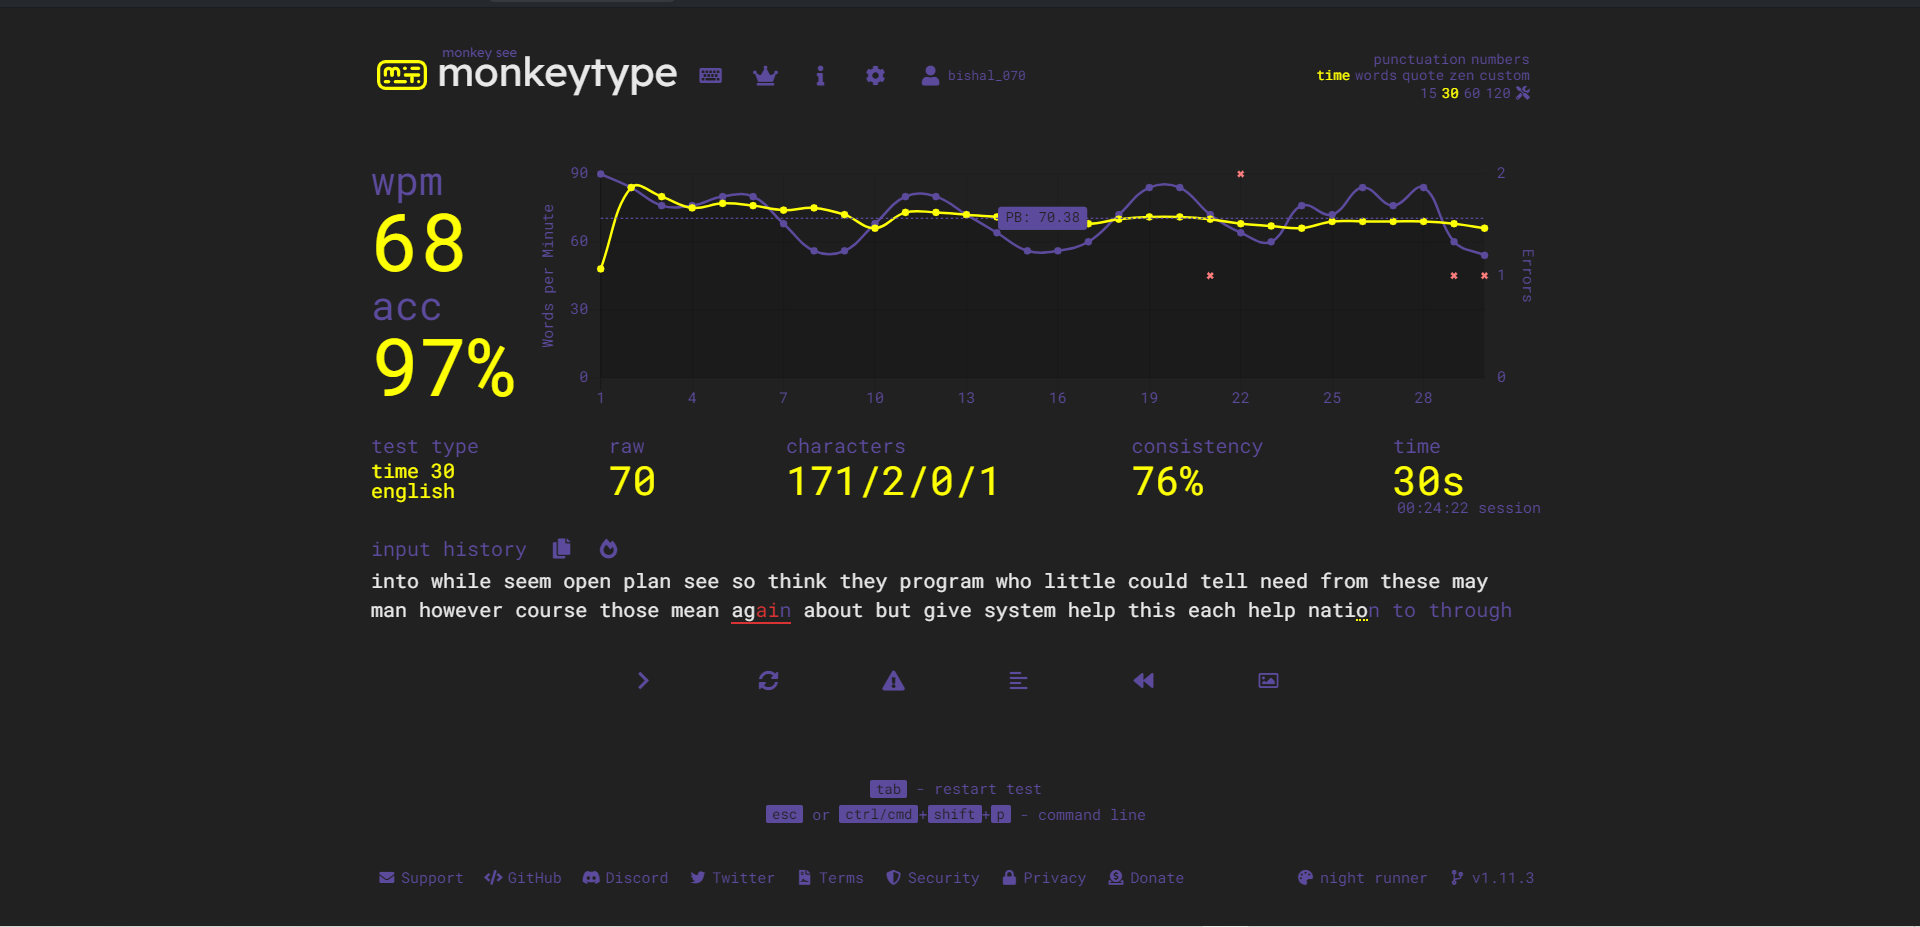 monkey see
monkeytype
bishal_070
punctuation numbers
time words quote zen custom
15 30 60 120
wpm
68
acc
97%
Words per Minute
90
60
30
0
PB: 70.38
2
1
0
Errors
1 4 7 10 13 16 19 22 25 28
test type
time 30
english
raw
70
characters
171/2/0/1
consistency
76%
time
30s
00:24:22 session
input history
into while seem open plan see so think they program who little could tell need from these may
man however course those mean again about but give system help this each help nation to through
tab - restart test
esc or ctrl/cmd+shift+p - command line
Support GitHub Discord Twitter Terms Security Privacy Donate night runner v1.11.3